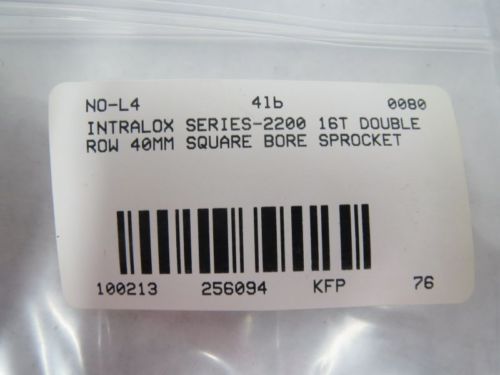 NO-L4 4lb 0080
INTRALOX SERIES-2200 16T DOUBLE
ROW 40MM SQUARE BORE SPROCKET
100213 256094 KFP 76